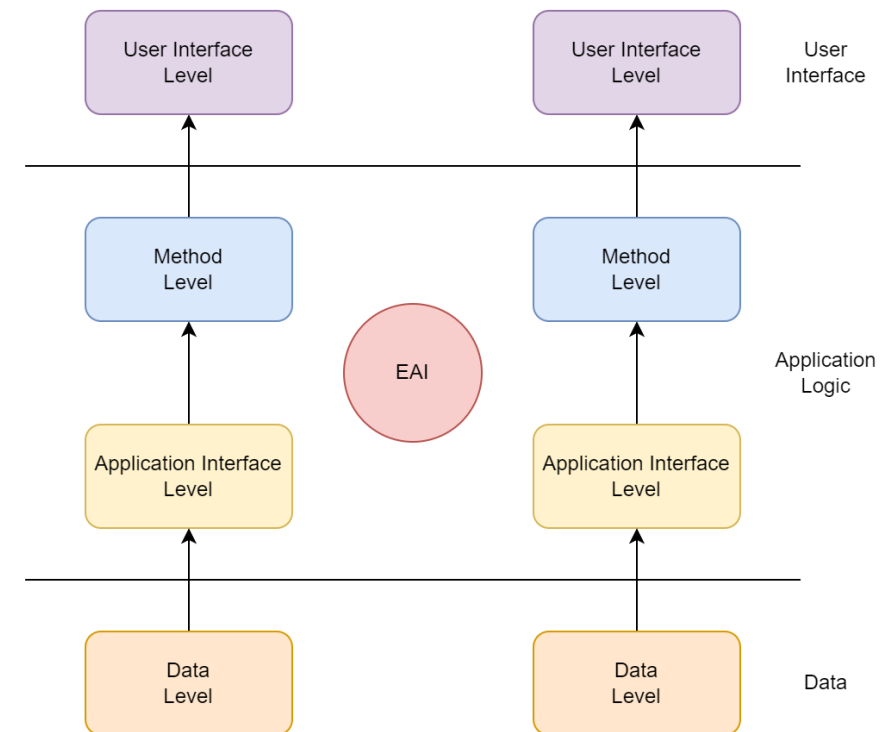 User Interface
Level
User Interface
Level
User
Interface
Method
Level
Method
Level
EAI
Application
Logic
Application Interface
Level
Application Interface
Level
Data
Level
Data
Level
Data